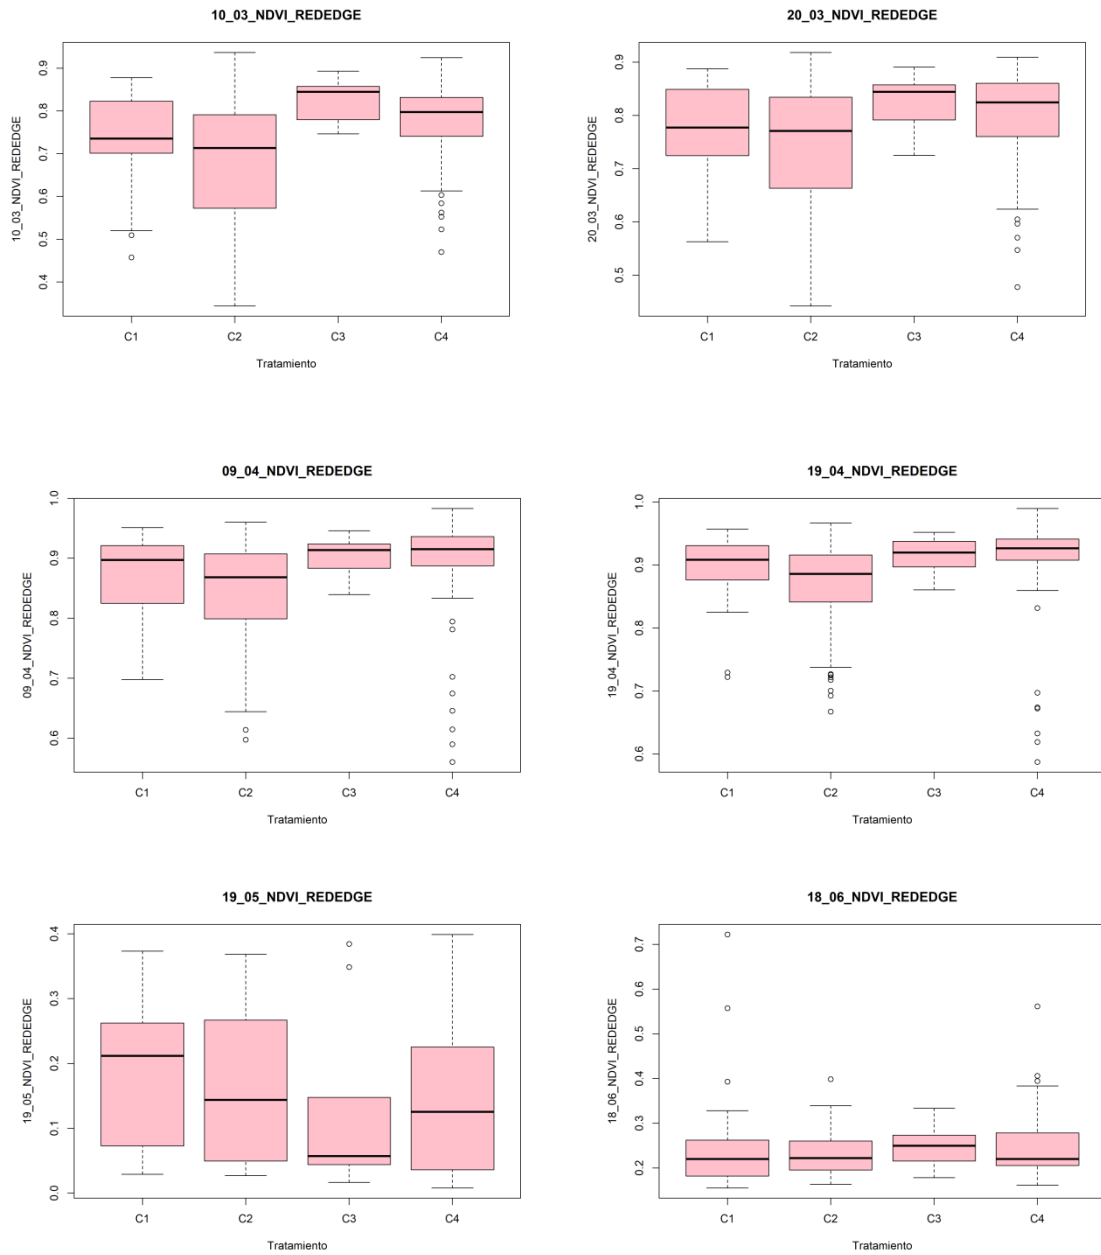 10_03_NDVI_REDEDGE
10_03_NDVI_REDEDGE
0.9
0.8
0.7
0.6
0.5
0.4
C1 C2 C3 C4
Tratamiento
20_03_NDVI_REDEDGE
20_03_NDVI_REDEDGE
0.9
0.8
0.7
0.6
0.5
C1 C2 C3 C4
Tratamiento
09_04_NDVI_REDEDGE
09_04_NDVI_REDEDGE
1.0
0.9
0.8
0.7
0.6
C1 C2 C3 C4
Tratamiento
19_04_NDVI_REDEDGE
19_04_NDVI_REDEDGE
1.0
0.9
0.8
0.7
0.6
C1 C2 C3 C4
Tratamiento
19_05_NDVI_REDEDGE
19_05_NDVI_REDEDGE
0.4
0.3
0.2
0.1
0.0
C1 C2 C3 C4
Tratamiento
18_06_NDVI_REDEDGE
18_06_NDVI_REDEDGE
0.7
0.6
0.5
0.4
0.3
0.2
C1 C2 C3 C4
Tratamiento